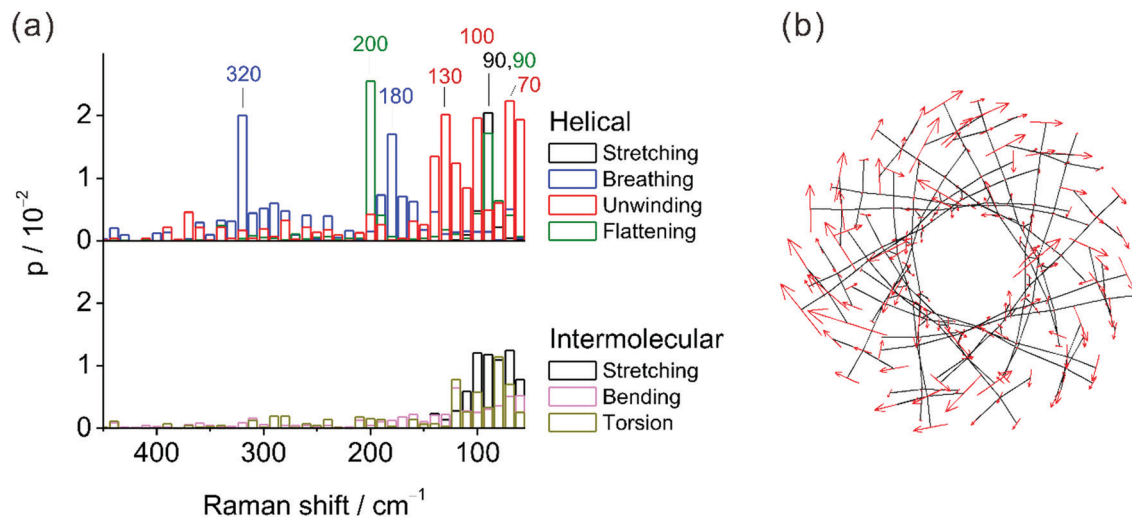 (a)
(b)
p / 10⁻²
2
1
0
2
1
0
320
200
180
130
100
90,90
70
Helical
Stretching
Breathing
Unwinding
Flattening
Intermolecular
Stretching
Bending
Torsion
400
300
200
100
Raman shift / cm⁻¹